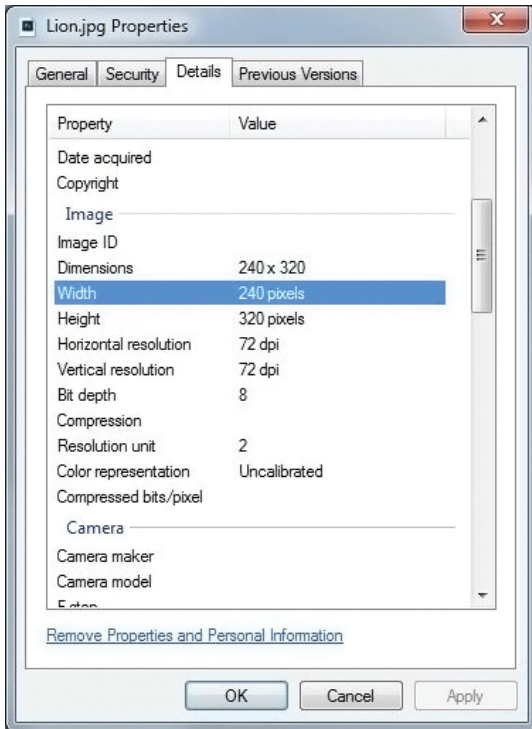 Lion.jpg Properties
General Security Details Previous Versions
Property Value
Date acquired
Copyright
Image
Image ID
Dimensions 240 x 320
Width 240 pixels
Height 320 pixels
Horizontal resolution 72 dpi
Vertical resolution 72 dpi
Bit depth 8
Compression
Resolution unit 2
Color representation Uncalibrated
Compressed bits/pixel
Camera
Camera maker
Camera model
Remove Properties and Personal Information
OK Cancel Apply